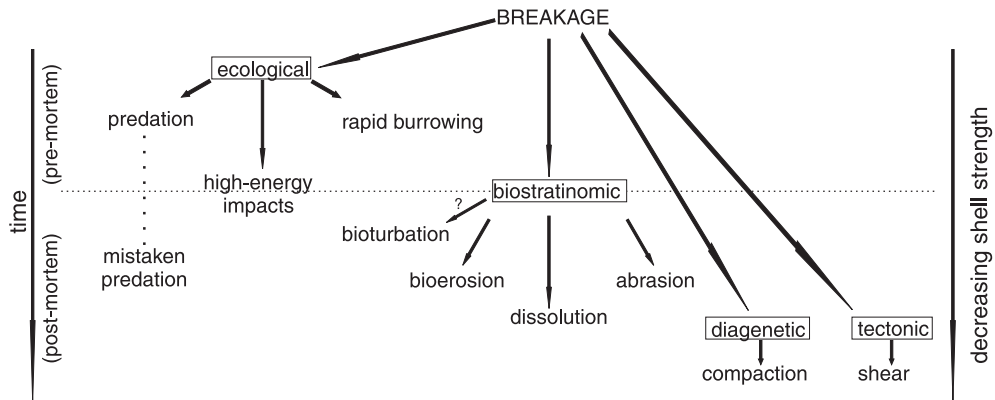 BREAKAGE
ecological
predation
rapid burrowing
(pre-mortem)
high-energy
impacts
biostratinomic
?
bioturbation
time
decreasing shell strength
mistaken
predation
bioerosion
abrasion
dissolution
(post-mortem)
diagenetic
tectonic
compaction
shear